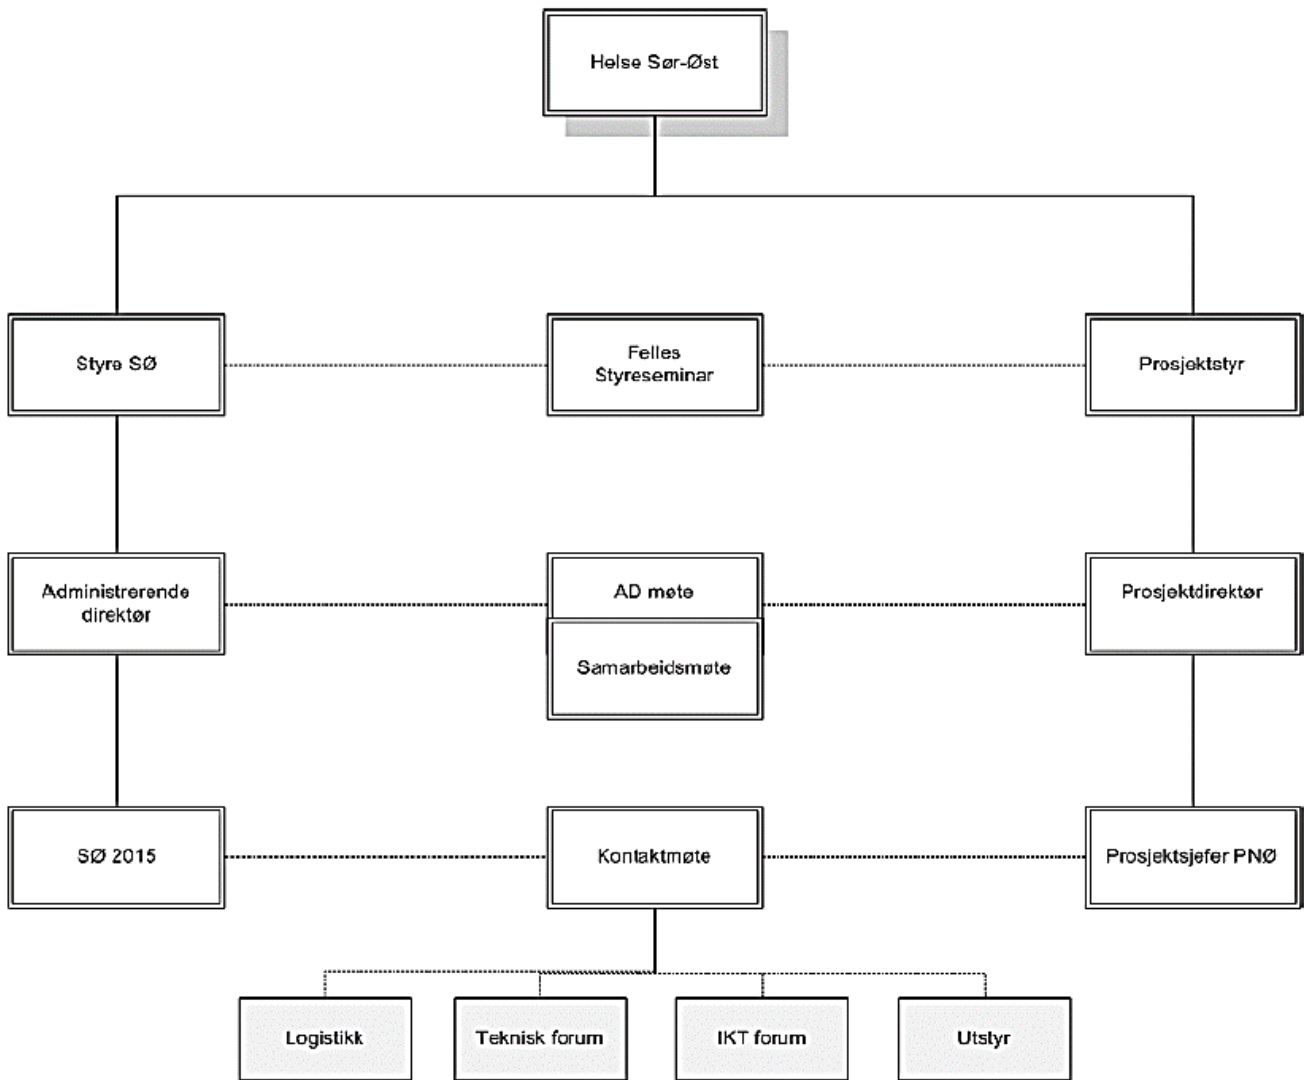 Helse Sør-Øst
Styre SØ
Felles
Styreseminar
Prosjektstyr
Administrerende
direktør
AD møte
Prosjektdirektør
Samarbeidsmøte
SØ 2015
Kontaktmøte
Prosjektsjefer PNØ
Logistikk
Teknisk forum
IKT forum
Utstyr